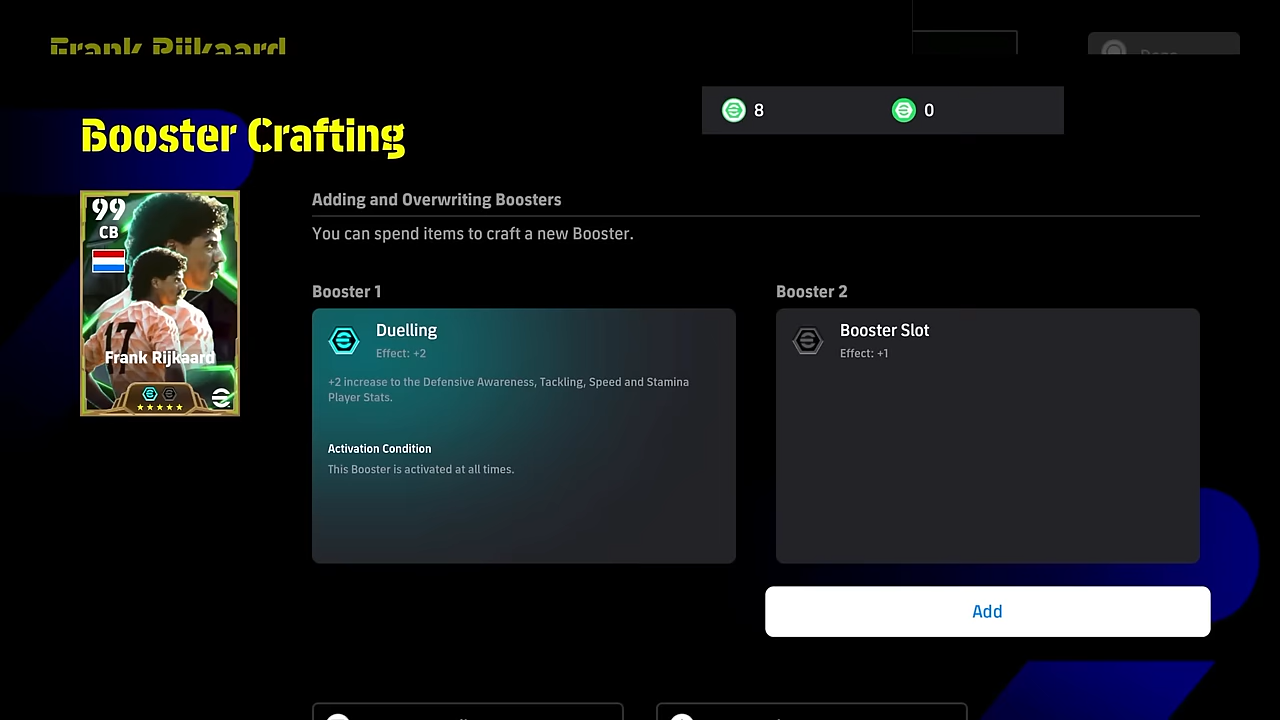 Frank Rijkaard
8
0
Booster Crafting
99
CB
17
Frank Rijkaard
Adding and Overwriting Boosters
You can spend items to craft a new Booster.
Booster 1
Duelling
Effect: +2
+2 increase to the Defensive Awareness, Tackling, Speed and Stamina
Player Stats.
Activation Condition
This Booster is activated at all times.
Booster 2
Booster Slot
Effect: +1
Add